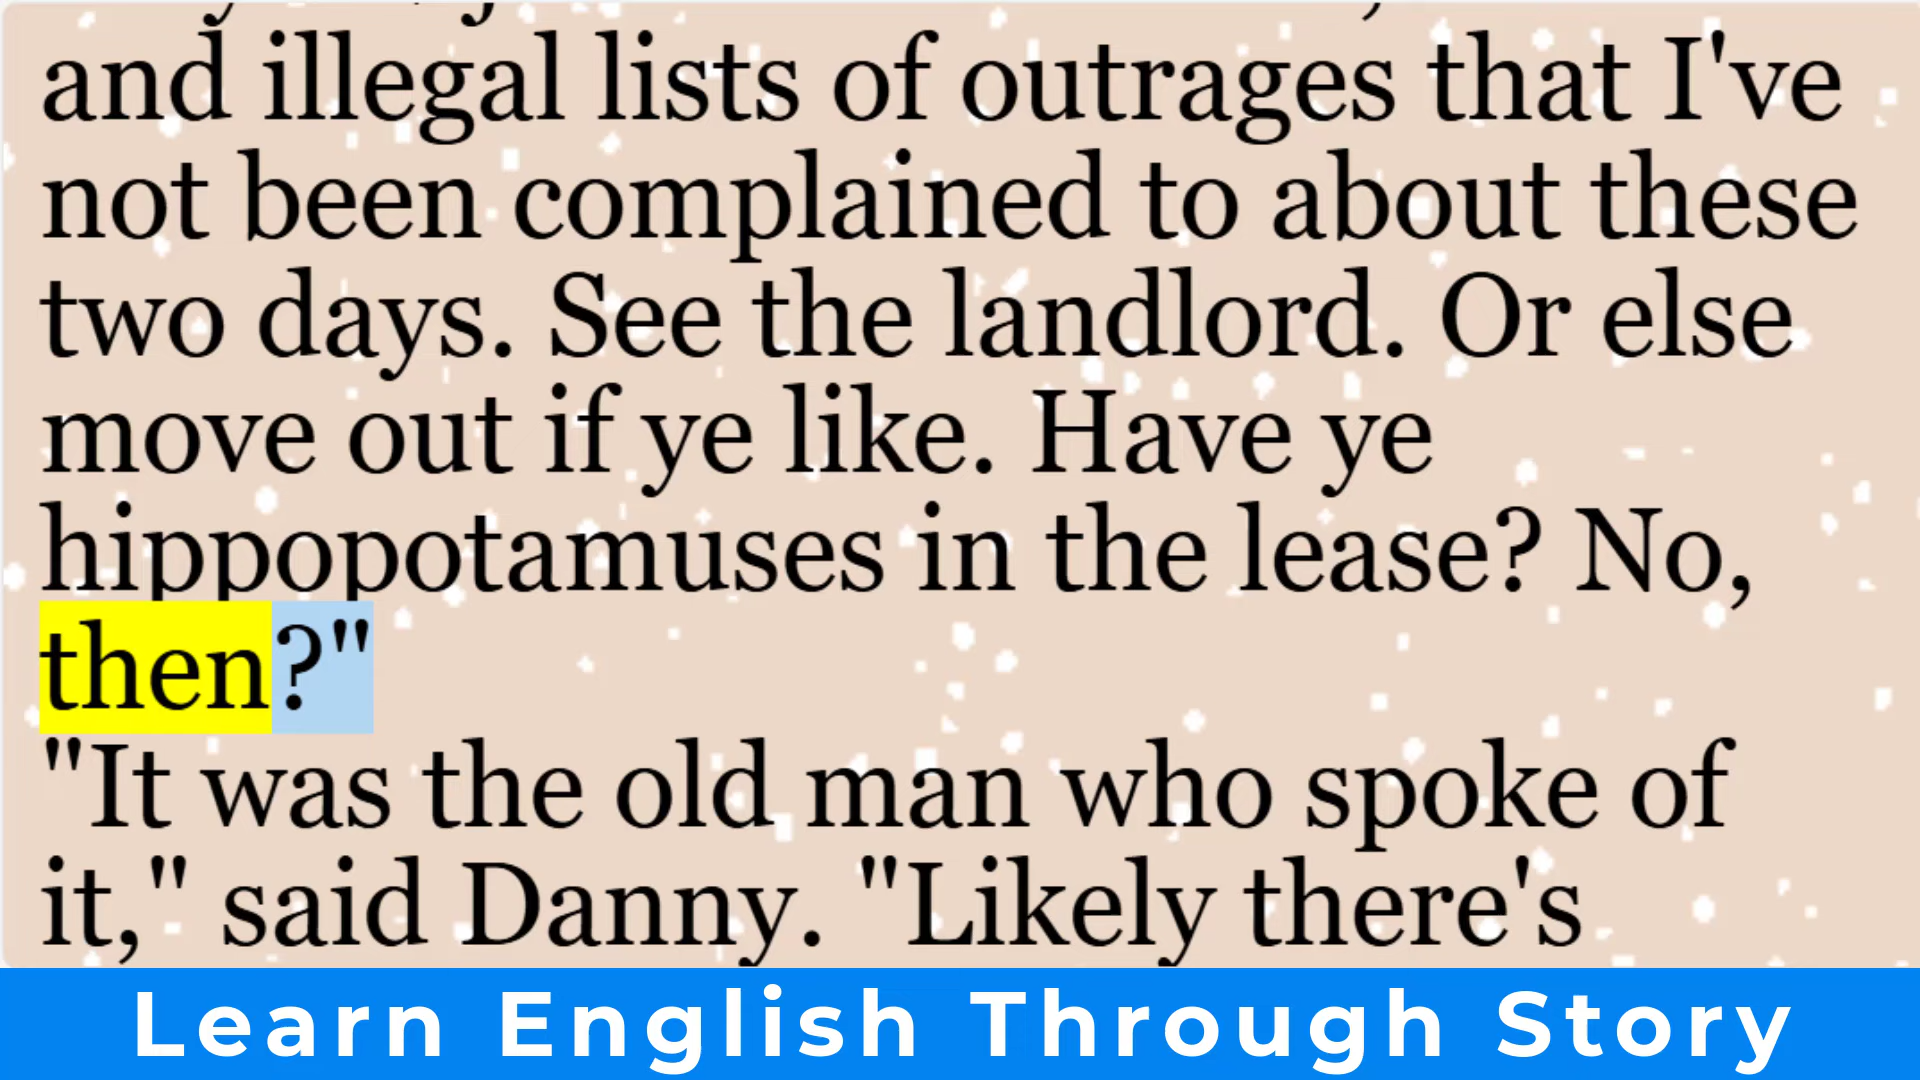 and illegal lists of outrages that I've
not been complained to about these
two days. See the landlord. Or else
move out if ye like. Have ye
hippopotamuses in the lease? No,
then?"
"It was the old man who spoke of
it," said Danny. "Likely there's
Learn English Through Story